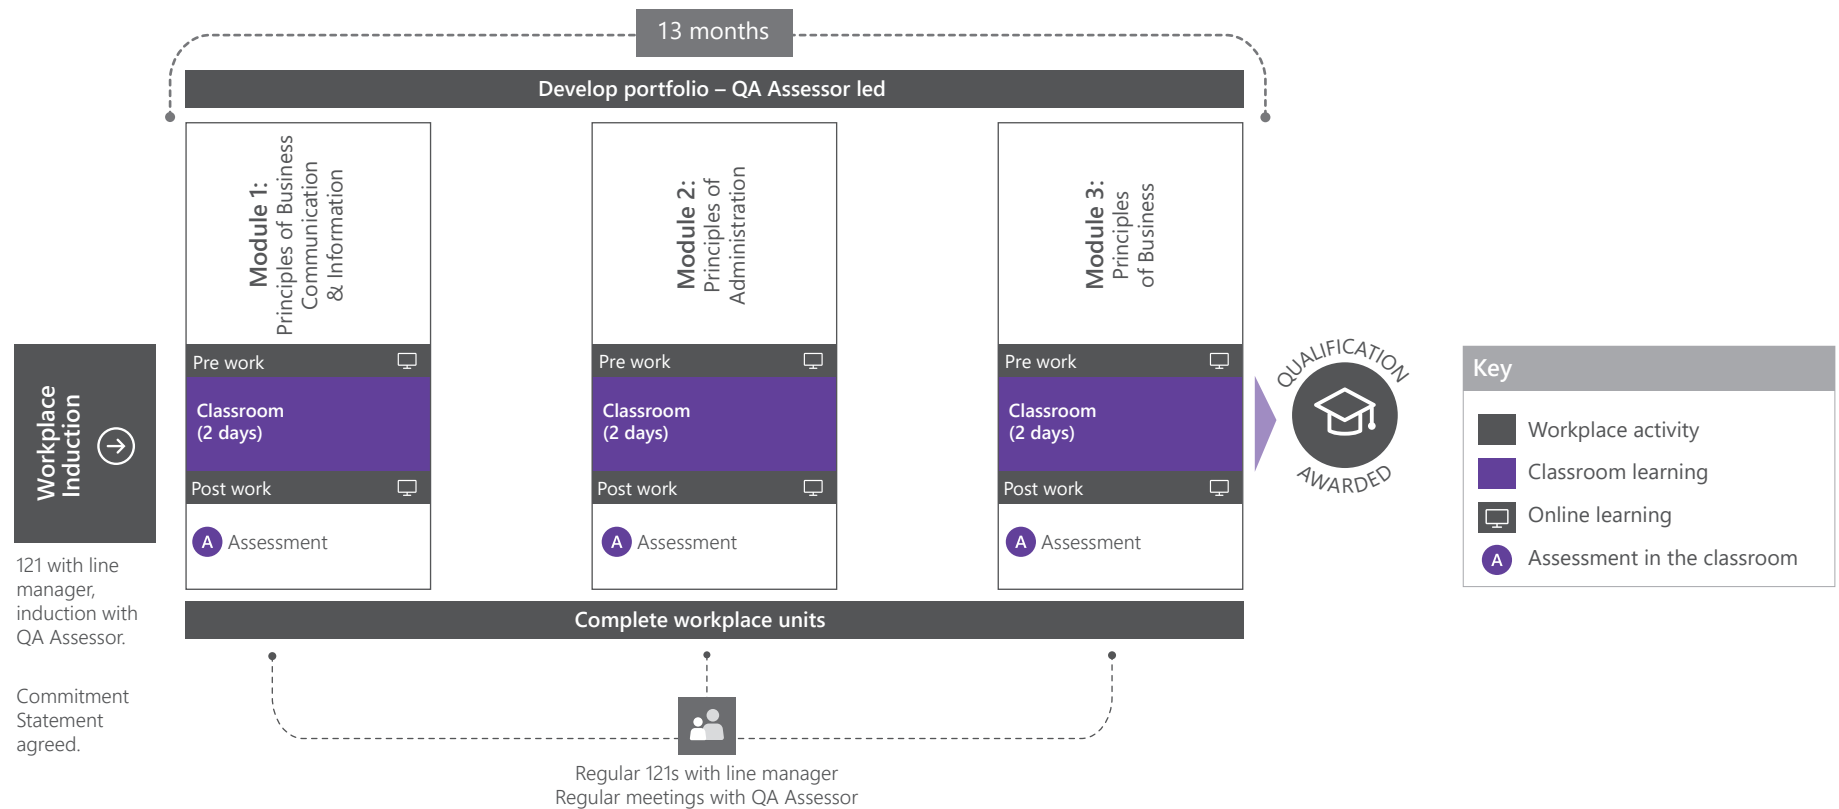 13 months
Develop portfolio – QA Assessor led
Module 1:
Principles of Business
Communication
& Information
Module 2:
Principles of
Administration
Module 3:
Principles
of Business
Workplace
Induction
Pre work
Classroom
(2 days)
Post work
A Assessment
Pre work
Classroom
(2 days)
Post work
A Assessment
Pre work
Classroom
(2 days)
Post work
A Assessment
QUALIFICATION
AWARDED
121 with line
manager,
induction with
QA Assessor.
Commitment
Statement
agreed.
Complete workplace units
Regular 121s with line manager
Regular meetings with QA Assessor
Key
Workplace activity
Classroom learning
Online learning
A Assessment in the classroom